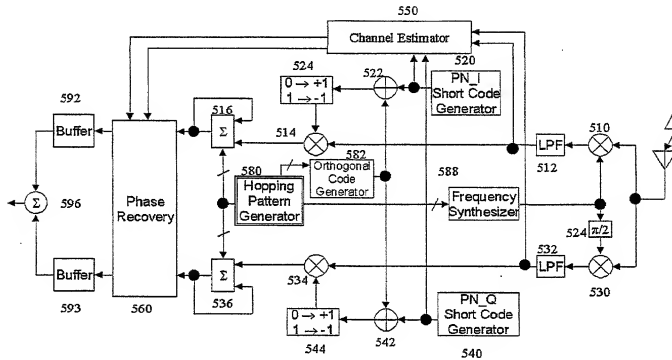 550
Channel Estimator
520
592
524
0 → +1
1 → -1
522
PN_I
Short Code
Generator
516
Buffer
Σ
514
582
510
LPF
512
580
Orthogonal
Code
Generator
588
Σ
596
Phase
Recovery
Hopping
Pattern
Generator
Frequency
Synthesizer
524
π/2
532
Buffer
Σ
534
LPF
593
560
536
530
0 → +1
1 → -1
PN_Q
Short Code
Generator
544
542
540